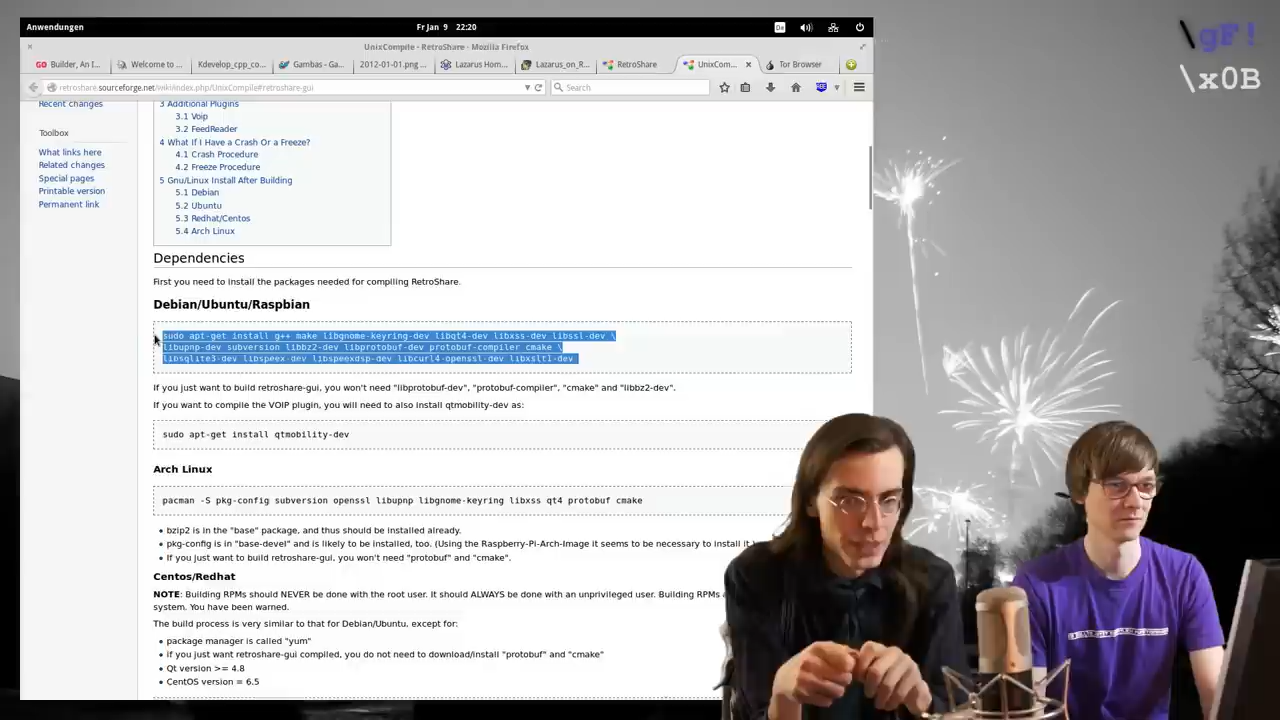 Anwendungen
Fr Jan 9 22:20
De
UnixCompile - RetroShare - Mozilla Firefox
GO Builder, An I...
Welcome to ...
Kdevelop_cpp_co...
Gambas - Ga...
2012-01-01.png ...
Lazarus Hom...
Lazarus_on_R...
RetroShare
UnixCom...
Tor Browser
retroshare.sourceforge.net/wiki/index.php/UnixCompile#retroshare-gui
Search
\gF!
\x0B
Recent changes
Toolbox
What links here
Related changes
Special pages
Printable version
Permanent link
3 Additional Plugins
3.1 Voip
3.2 FeedReader
4 What If I Have a Crash Or a Freeze?
4.1 Crash Procedure
4.2 Freeze Procedure
5 Gnu/Linux Install After Building
5.1 Debian
5.2 Ubuntu
5.3 Redhat/Centos
5.4 Arch Linux
Dependencies
First you need to install the packages needed for compiling RetroShare.
Debian/Ubuntu/Raspbian
sudo apt-get install g++ make libgnome-keyring-dev libqt4-dev libxss-dev libssl-dev \
libupnp-dev subversion libbz2-dev libprotobuf-dev protobuf-compiler cmake \
libsqlite3-dev libspeex-dev libspeexdsp-dev libcurl4-openssl-dev libxslt1-dev
If you just want to build retroshare-gui, you won't need "libprotobuf-dev", "protobuf-compiler", "cmake" and "libbz2-dev".
If you want to compile the VOIP plugin, you will need to also install qtmobility-dev as:
sudo apt-get install qtmobility-dev
Arch Linux
pacman -S pkg-config subversion openssl libupnp libgnome-keyring libxss qt4 protobuf cmake
bzip2 is in the "base" package, and thus should be installed already.
pkg-config is in "base-devel" and is likely to be installed, too. (Using the Raspberry-Pi-Arch-Image it seems to be necessary to install it.)
If you just want to build retroshare-gui, you won't need "protobuf" and "cmake".
Centos/Redhat
NOTE: Building RPMs should NEVER be done with the root user. It should ALWAYS be done with an unprivileged user. Building RPMs
system. You have been warned.
The build process is very similar to that for Debian/Ubuntu, except for:
package manager is called "yum"
if you just want retroshare-gui compiled, you do not need to download/install "protobuf" and "cmake"
Qt version >= 4.8
CentOS version = 6.5